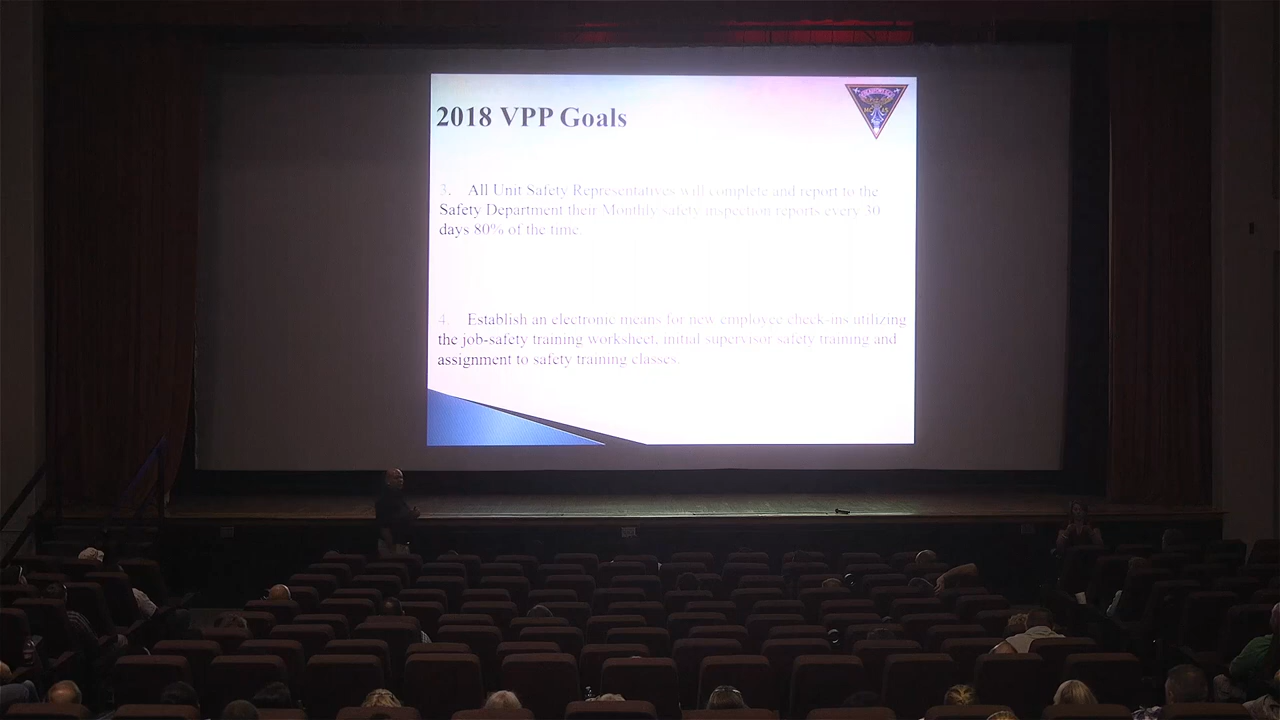 2018 VPP Goals
3. All Unit Safety Representatives will complete and report to the
Safety Department their Monthly safety inspection reports every 30
days 80% of the time.
4. Establish an electronic means for new employee check-ins utilizing
the job-safety training worksheet, initial supervisor safety training and
assignment to safety training classes.